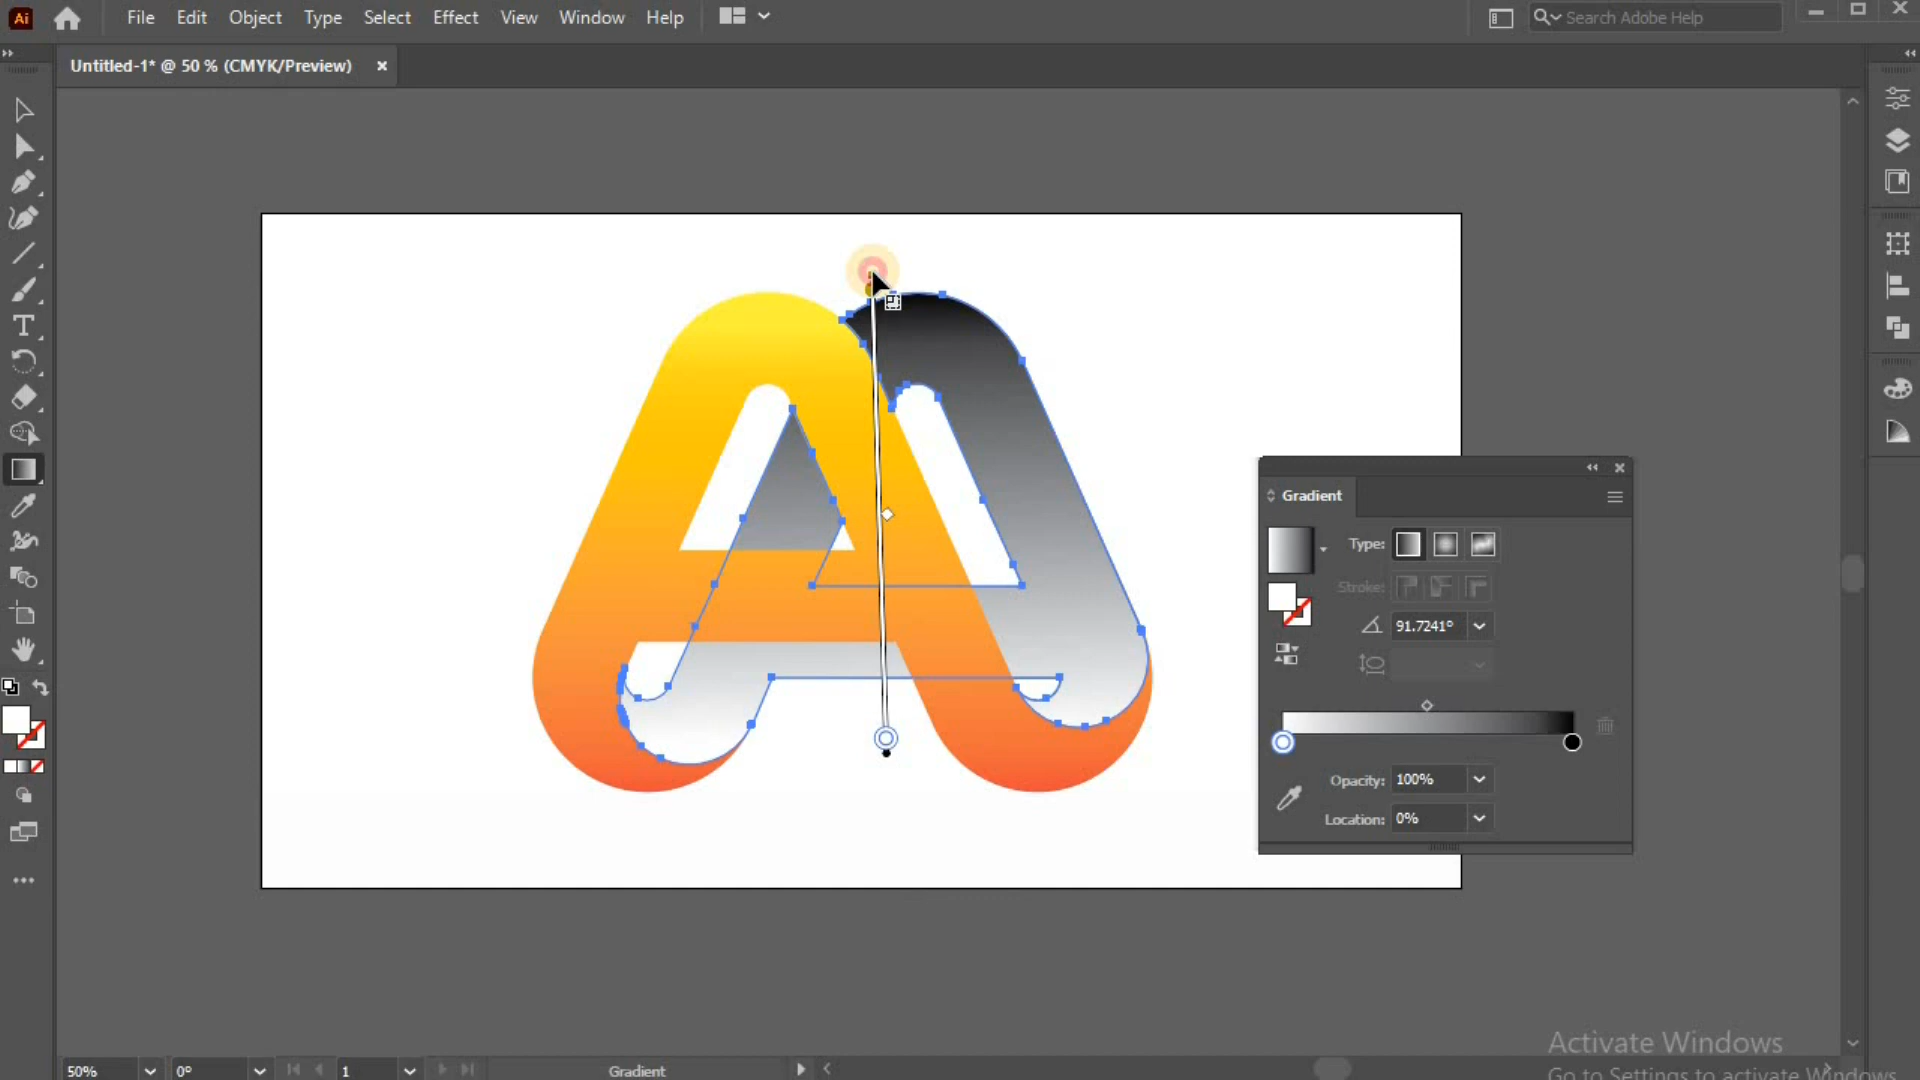 Ai File Edit Object Type Select Effect View Window Help Search Adobe Help
Untitled-1* @ 50 % (CMYK/Preview)
Gradient
Type:
Stroke:
91.7241°
Opacity: 100%
Location: 0%
Activate Windows
Go to Settings to activate Windows
50% 0° 1 Gradient